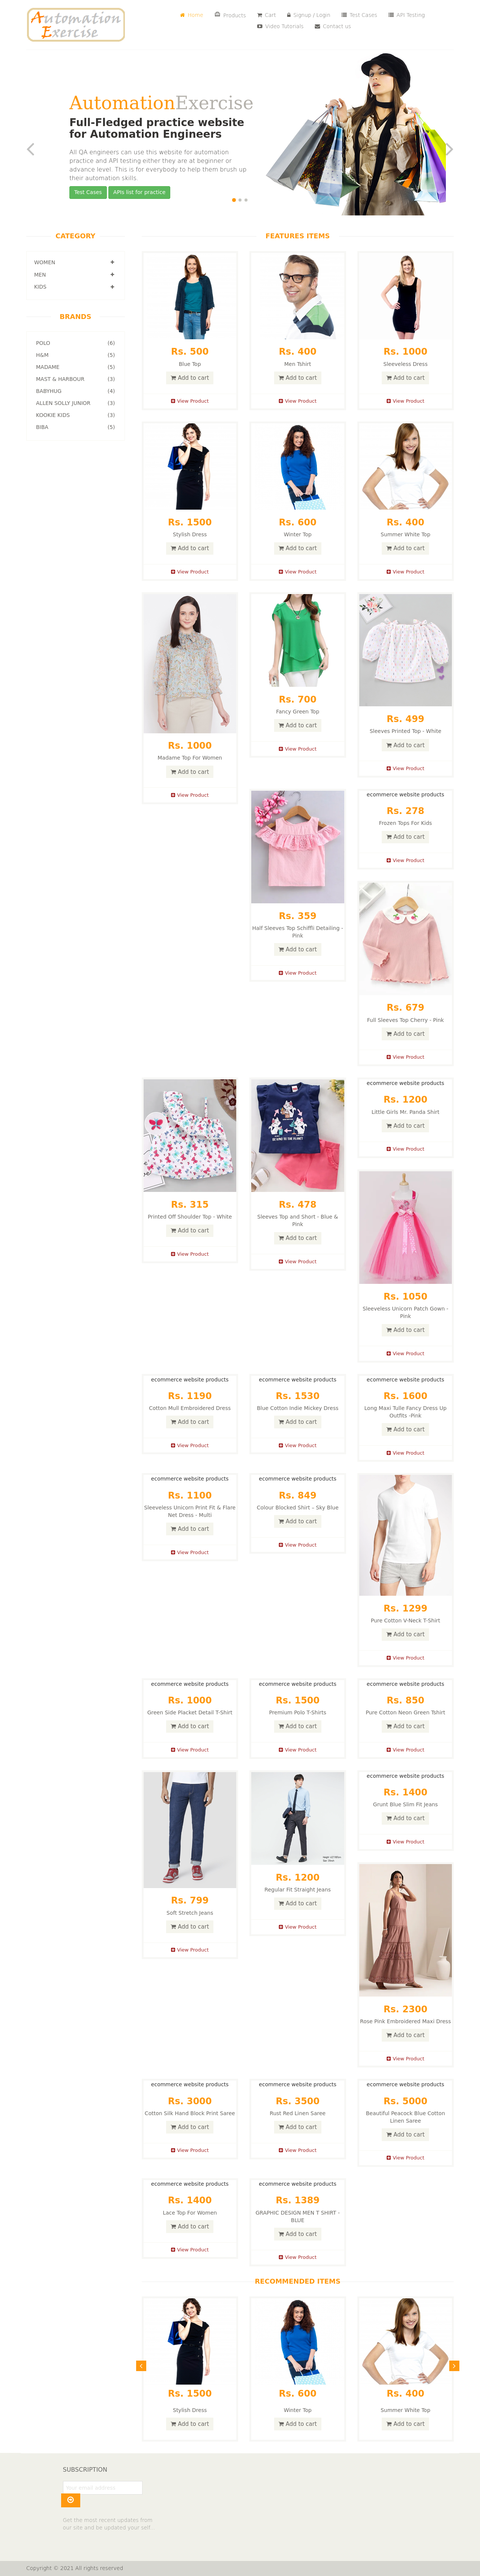 Automation
Exercise
Home
Products
Cart
Signup / Login
Test Cases
API Testing
Video Tutorials
Contact us
AutomationExercise
Full-Fledged practice website
for Automation Engineers
All QA engineers can use this website for automation
practice and API testing either they are at beginner or
advance level. This is for everybody to help them brush up
their automation skills.
Test Cases
APIs list for practice
CATEGORY
WOMEN
MEN
KIDS
BRANDS
POLO (6)
H&M (5)
MADAME (5)
MAST & HARBOUR (3)
BABYHUG (4)
ALLEN SOLLY JUNIOR (3)
KOOKIE KIDS (3)
BIBA (5)
FEATURES ITEMS
Rs. 500
Blue Top
Add to cart
View Product
Rs. 400
Men Tshirt
Add to cart
View Product
Rs. 1000
Sleeveless Dress
Add to cart
View Product
Rs. 1500
Stylish Dress
Add to cart
View Product
Rs. 600
Winter Top
Add to cart
View Product
Rs. 400
Summer White Top
Add to cart
View Product
Rs. 1000
Madame Top For Women
Add to cart
View Product
Rs. 700
Fancy Green Top
Add to cart
View Product
Rs. 499
Sleeves Printed Top - White
Add to cart
View Product
Rs. 359
Half Sleeves Top Schiffli Detailing -
Pink
Add to cart
View Product
ecommerce website products
Rs. 278
Frozen Tops For Kids
Add to cart
View Product
Rs. 679
Full Sleeves Top Cherry - Pink
Add to cart
View Product
Rs. 315
Printed Off Shoulder Top - White
Add to cart
View Product
Rs. 478
Sleeves Top and Short - Blue &
Pink
Add to cart
View Product
ecommerce website products
Rs. 1200
Little Girls Mr. Panda Shirt
Add to cart
View Product
Rs. 1050
Sleeveless Unicorn Patch Gown -
Pink
Add to cart
View Product
ecommerce website products
Rs. 1190
Cotton Mull Embroidered Dress
Add to cart
View Product
ecommerce website products
Rs. 1530
Blue Cotton Indie Mickey Dress
Add to cart
View Product
ecommerce website products
Rs. 1600
Long Maxi Tulle Fancy Dress Up
Outfits -Pink
Add to cart
View Product
ecommerce website products
Rs. 1100
Sleeveless Unicorn Print Fit & Flare
Net Dress - Multi
Add to cart
View Product
ecommerce website products
Rs. 849
Colour Blocked Shirt – Sky Blue
Add to cart
View Product
Rs. 1299
Pure Cotton V-Neck T-Shirt
Add to cart
View Product
ecommerce website products
Rs. 1000
Green Side Placket Detail T-Shirt
Add to cart
View Product
ecommerce website products
Rs. 1500
Premium Polo T-Shirts
Add to cart
View Product
ecommerce website products
Rs. 850
Pure Cotton Neon Green Tshirt
Add to cart
View Product
Rs. 799
Soft Stretch Jeans
Add to cart
View Product
Rs. 1200
Regular Fit Straight Jeans
Add to cart
View Product
ecommerce website products
Rs. 1400
Grunt Blue Slim Fit Jeans
Add to cart
View Product
Rs. 2300
Rose Pink Embroidered Maxi Dress
Add to cart
View Product
ecommerce website products
Rs. 3000
Cotton Silk Hand Block Print Saree
Add to cart
View Product
ecommerce website products
Rs. 3500
Rust Red Linen Saree
Add to cart
View Product
ecommerce website products
Rs. 5000
Beautiful Peacock Blue Cotton
Linen Saree
Add to cart
View Product
ecommerce website products
Rs. 1400
Lace Top For Women
Add to cart
View Product
ecommerce website products
Rs. 1389
GRAPHIC DESIGN MEN T SHIRT -
BLUE
Add to cart
View Product
RECOMMENDED ITEMS
Rs. 1500
Stylish Dress
Add to cart
Rs. 600
Winter Top
Add to cart
Rs. 400
Summer White Top
Add to cart
SUBSCRIPTION
Your email address
Get the most recent updates from
our site and be updated your self...
Copyright © 2021 All rights reserved